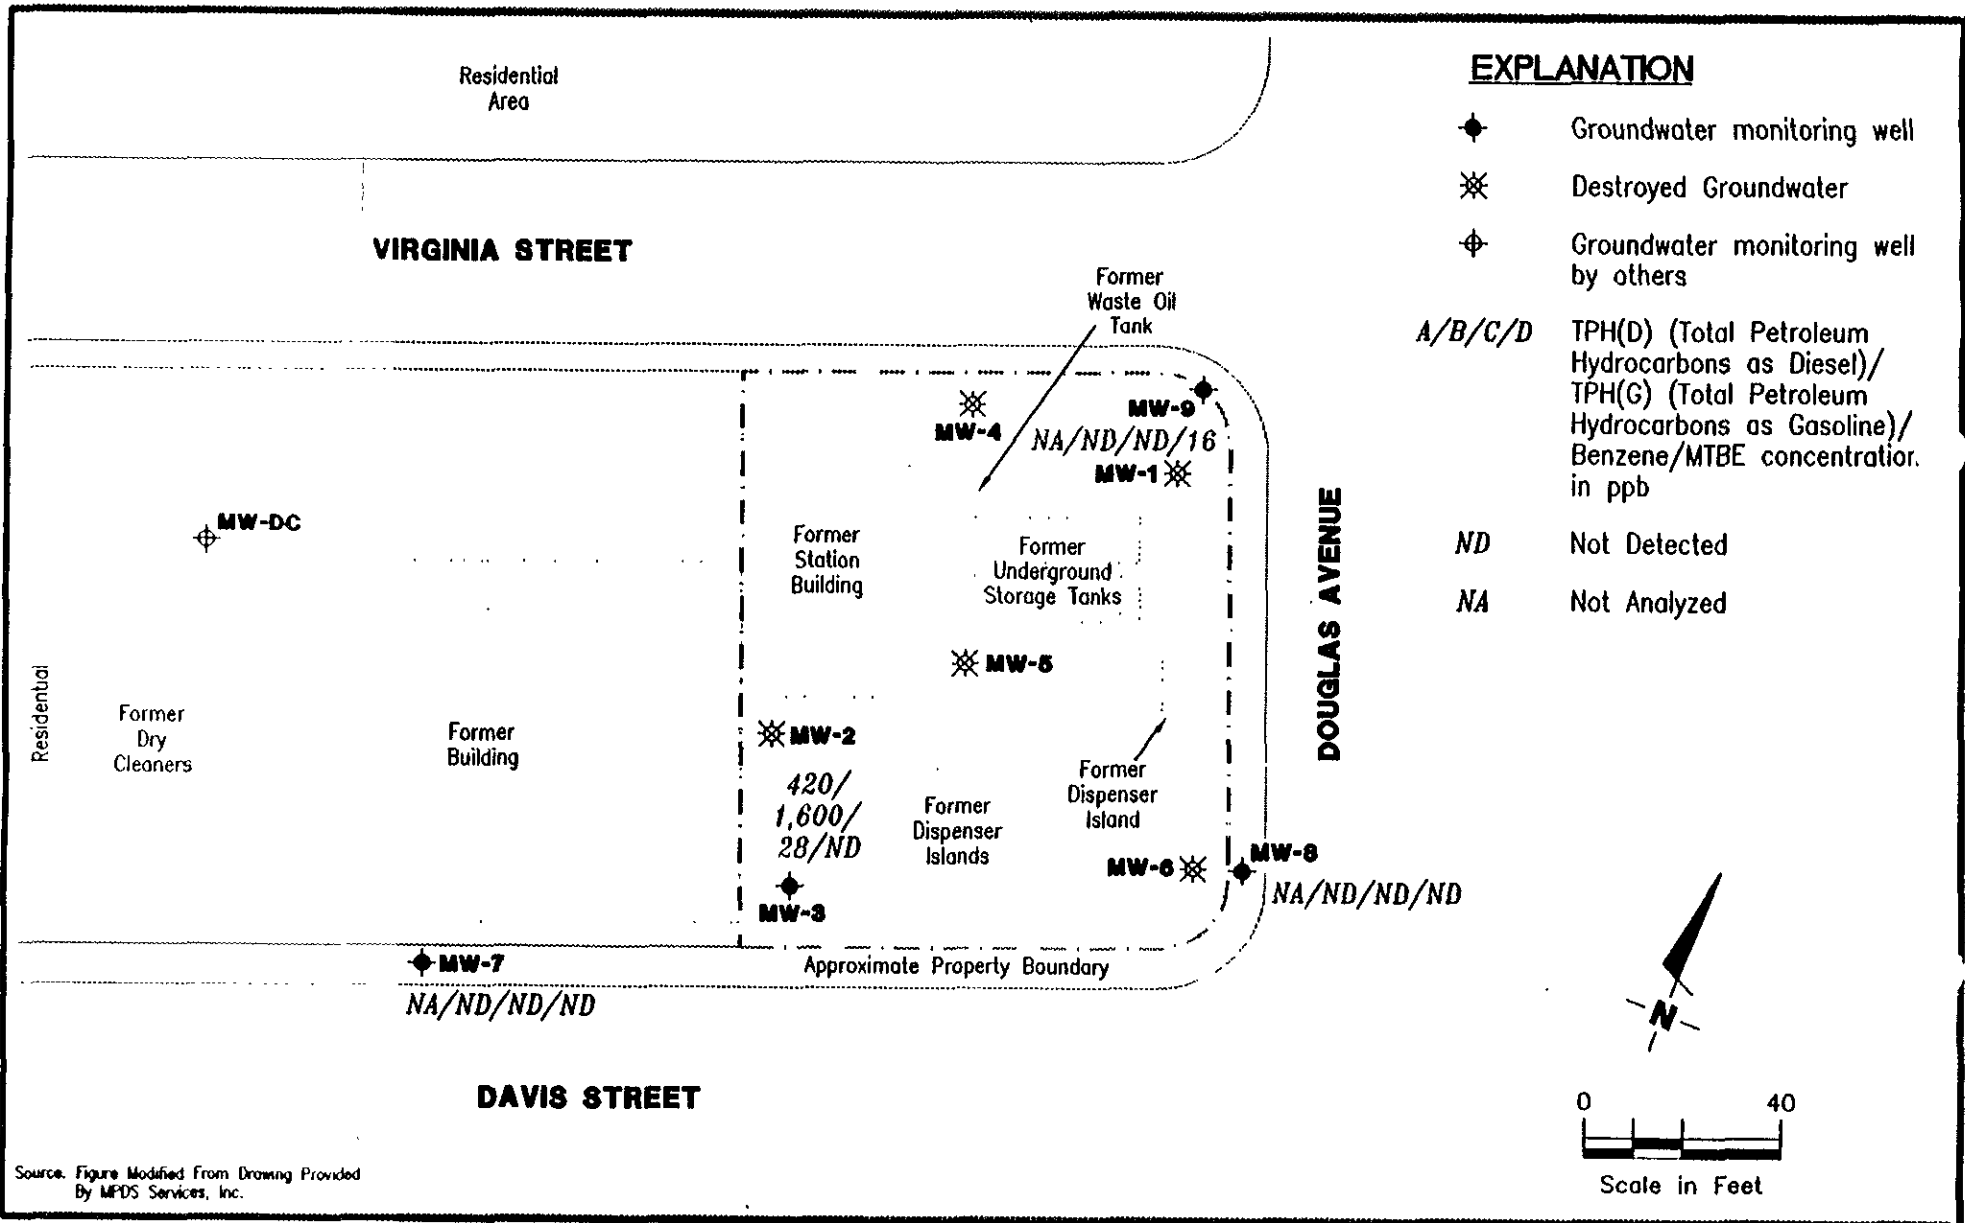 Residential
Area
VIRGINIA STREET
Former
Waste Oil
Tank
MW-9
MW-4
NA/ND/ND/16
MW-1
MW-DC
Former
Station
Building
Former
Underground
Storage Tanks
DOUGLAS AVENUE
MW-5
Residential
Former
Dry
Cleaners
Former
Building
MW-2
420/
1,600/
28/ND
Former
Dispenser
Islands
Former
Dispenser
Island
MW-6
MW-8
NA/ND/ND/ND
MW-3
MW-7
NA/ND/ND/ND
Approximate Property Boundary
DAVIS STREET
Source. Figure Modified From Drawing Provided
By MPDS Services, Inc.
EXPLANATION
Groundwater monitoring well
Destroyed Groundwater
Groundwater monitoring well
by others
A/B/C/D TPH(D) (Total Petroleum
Hydrocarbons as Diesel)/
TPH(G) (Total Petroleum
Hydrocarbons as Gasoline)/
Benzene/MTBE concentration.
in ppb
ND Not Detected
NA Not Analyzed
N
0 40
Scale in Feet